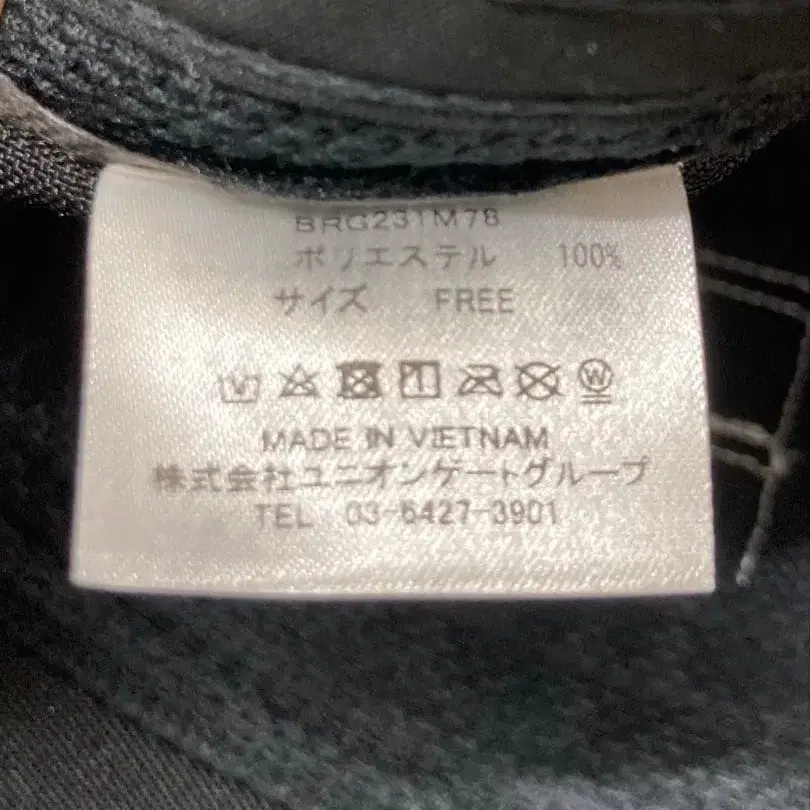 BRG231M78
ポリエステル 100%
サイズ FREE
W
MADE IN VIETNAM
株式会社ユニオンゲートグループ
TEL 03-6427-3901